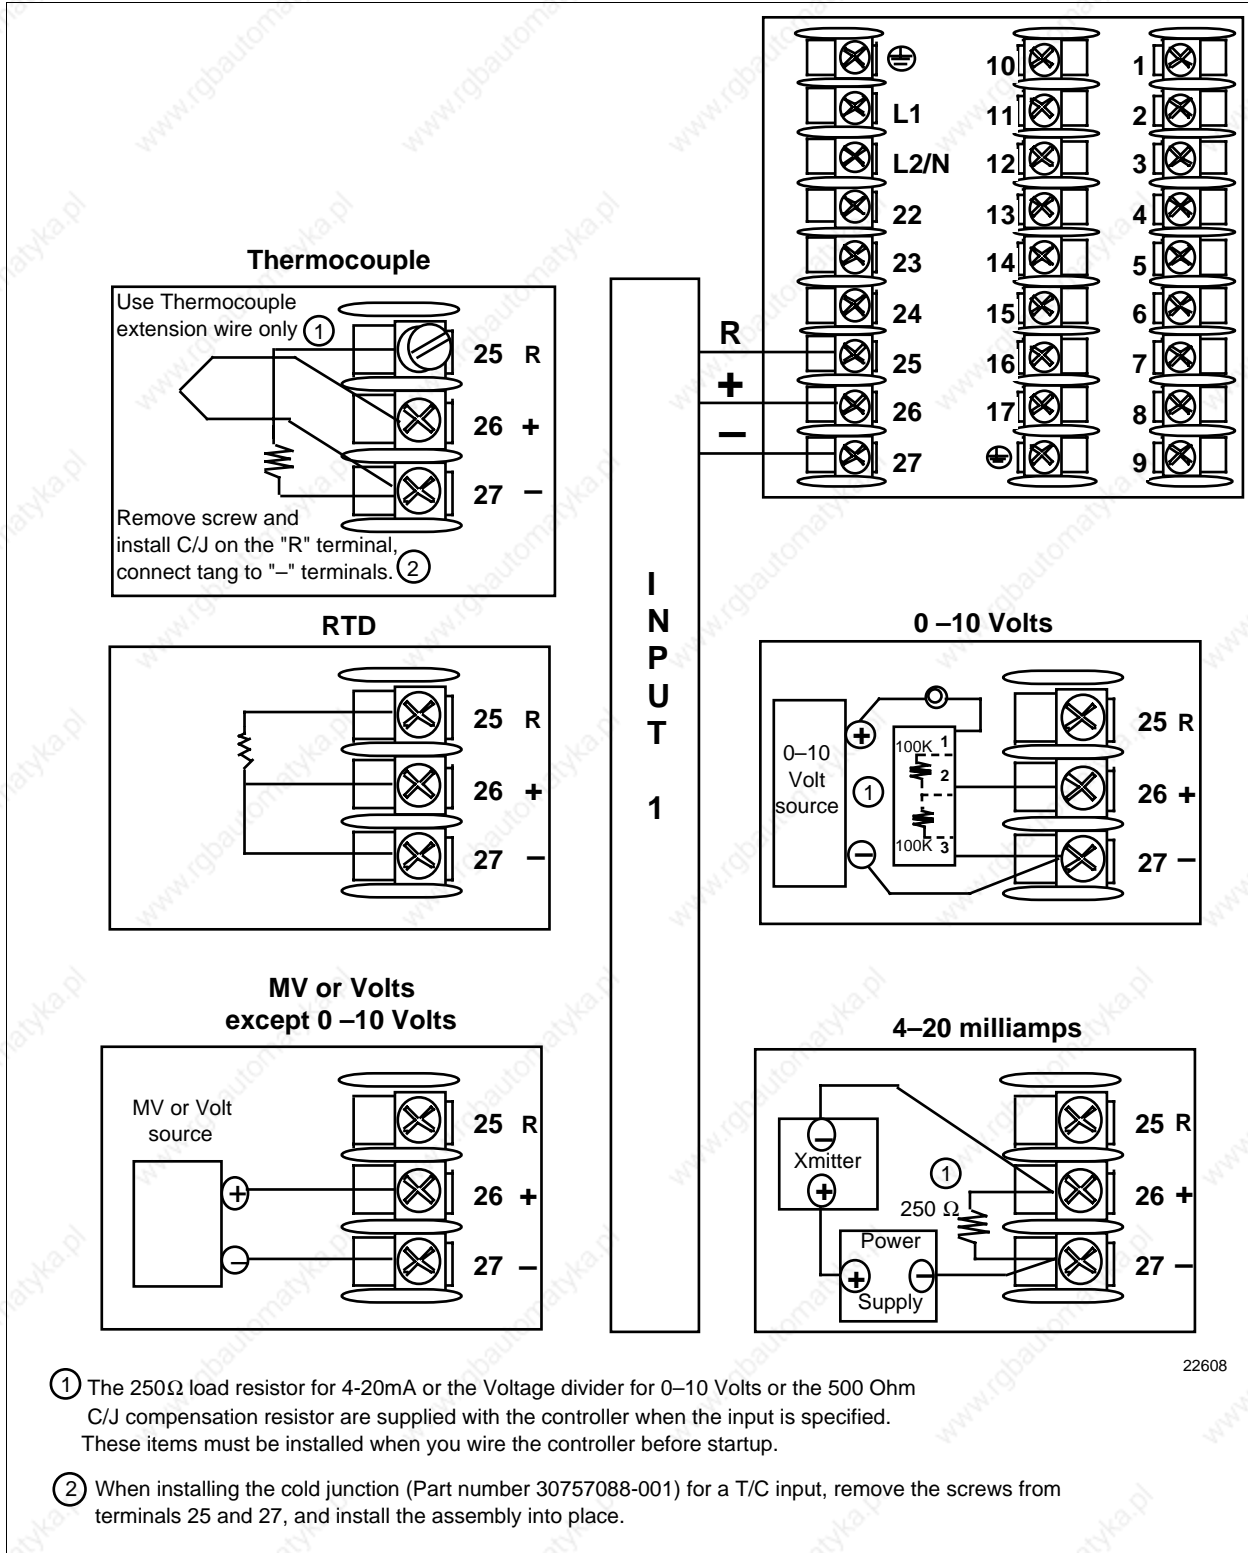 10 1
L1 11 2
L2/N 12 3
22 13 4
23 14 5
24 15 6
R 25 16 7
+ 26 17 8
– 27 9
Thermocouple
Use Thermocouple
extension wire only 1
25 R
26 +
27 –
Remove screw and
install C/J on the "R" terminal,
connect tang to "–" terminals. 2
INPUT 1
RTD
25 R
26 +
27 –
0 –10 Volts
0–10
Volt
source
+
–
1
100K 1
2
100K 3
25 R
26 +
27 –
MV or Volts
except 0 –10 Volts
MV or Volt
source
+
–
25 R
26 +
27 –
4–20 milliamps
–
Xmitter
+
1
250 Ω
Power
+ –
Supply
25 R
26 +
27 –
22608
1 The 250Ω load resistor for 4-20mA or the Voltage divider for 0–10 Volts or the 500 Ohm
C/J compensation resistor are supplied with the controller when the input is specified.
These items must be installed when you wire the controller before startup.
2 When installing the cold junction (Part number 30757088-001) for a T/C input, remove the screws from
terminals 25 and 27, and install the assembly into place.
www.rgbautomatyka.pl